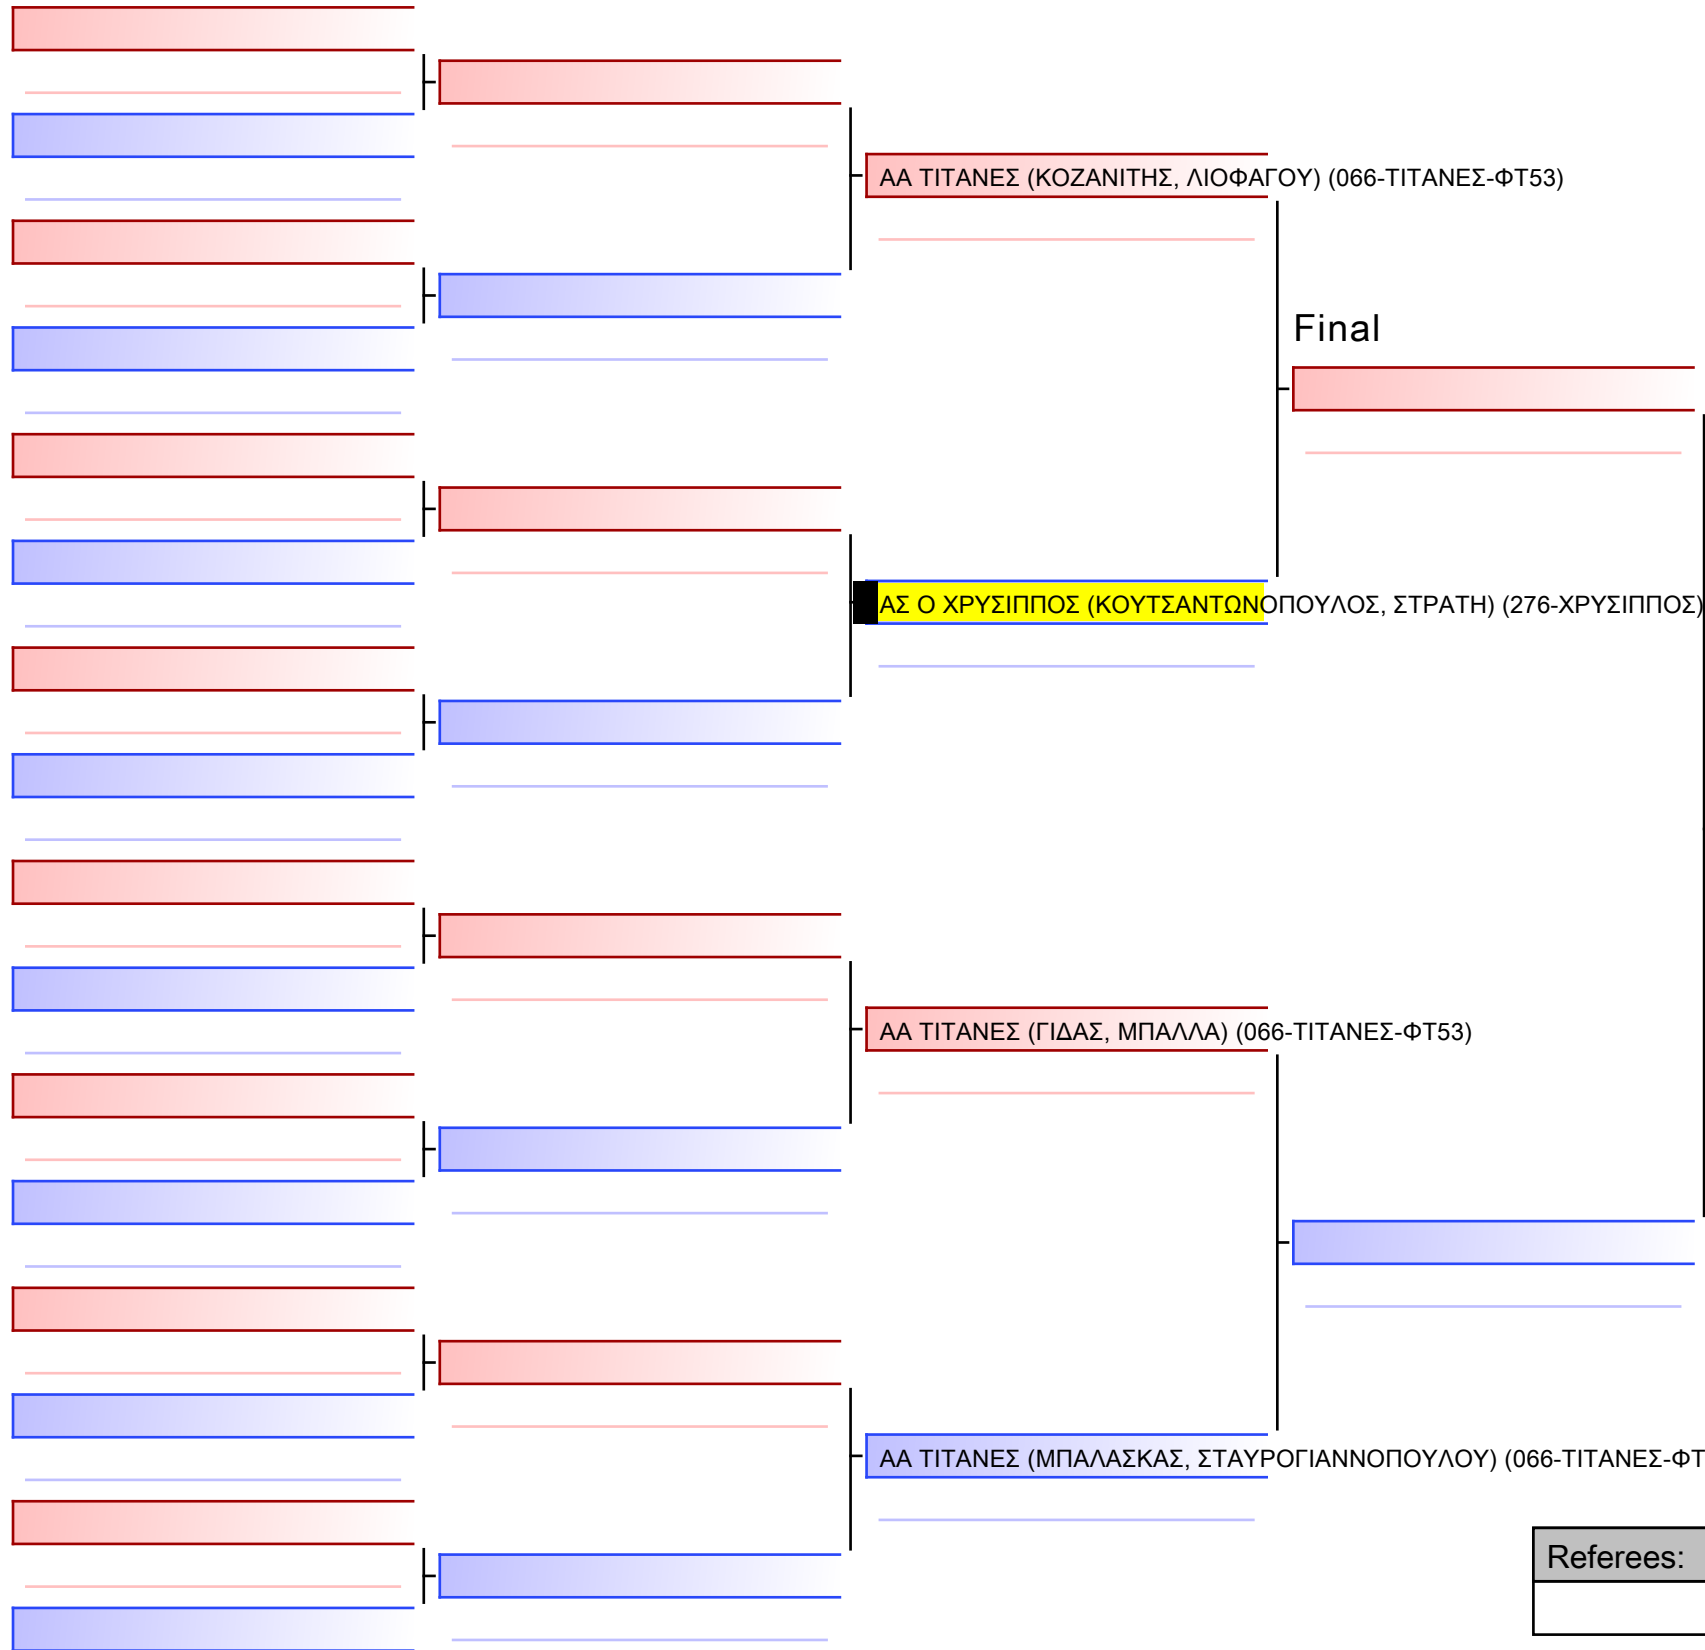 ΑΑ ΤΙΤΑΝΕΣ (ΚΟΖΑΝΙΤΗΣ, ΛΙΟΦΑΓΟΥ) (066-ΤΙΤΑΝΕΣ-ΦΤ53)
Final
ΑΣ Ο ΧΡΥΣΙΠΠΟΣ (ΚΟΥΤΣΑΝΤΩΝΟΠΟΥΛΟΣ, ΣΤΡΑΤΗ) (276-ΧΡΥΣΙΠΠΟΣ)
ΑΑ ΤΙΤΑΝΕΣ (ΓΙΔΑΣ, ΜΠΑΛΛΑ) (066-ΤΙΤΑΝΕΣ-ΦΤ53)
ΑΑ ΤΙΤΑΝΕΣ (ΜΠΑΛΑΣΚΑΣ, ΣΤΑΥΡΟΓΙΑΝΝΟΠΟΥΛΟΥ) (066-ΤΙΤΑΝΕΣ-ΦΤ
Referees: